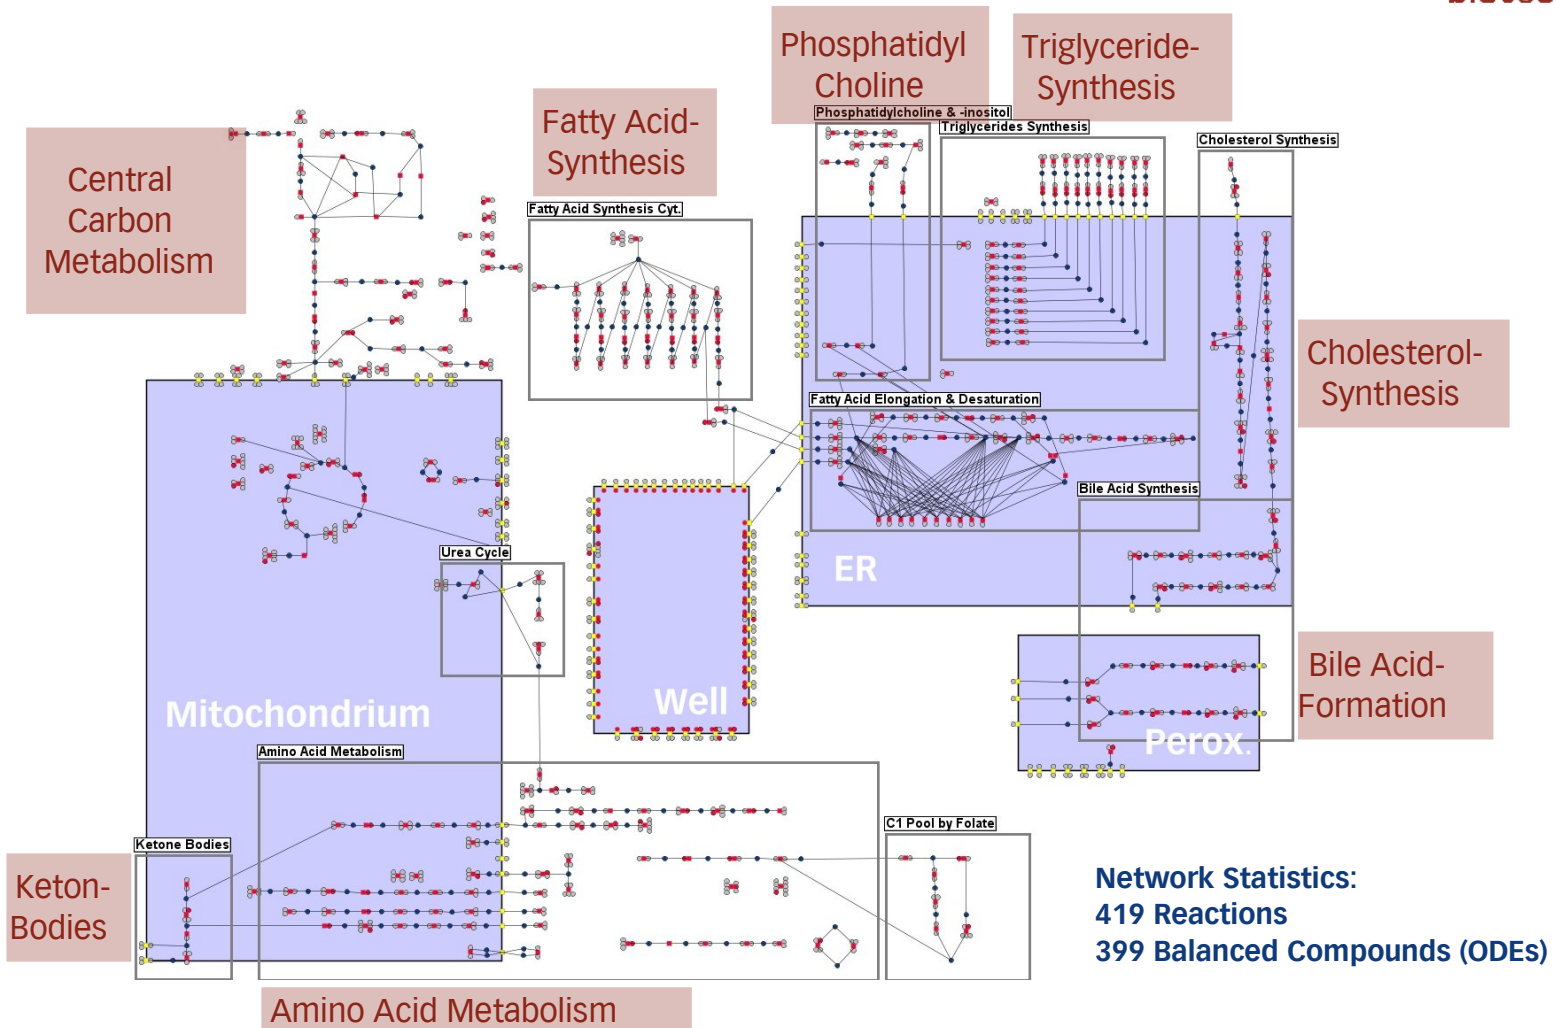 Phosphatidyl
Choline
Triglyceride-
Synthesis
Fatty Acid-
Synthesis
Central
Carbon
Metabolism
Phosphatidylcholine & -inositol
Triglycerides Synthesis
Cholesterol Synthesis
Fatty Acid Synthesis Cyt.
Cholesterol-
Synthesis
Fatty Acid Elongation & Desaturation
Bile Acid Synthesis
ER
Urea Cycle
Mitochondrium
Well
Bile Acid-
Formation
Perox.
Amino Acid Metabolism
Ketone Bodies
C1 Pool by Folate
Keton-
Bodies
Network Statistics:
419 Reactions
399 Balanced Compounds (ODEs)
Amino Acid Metabolism